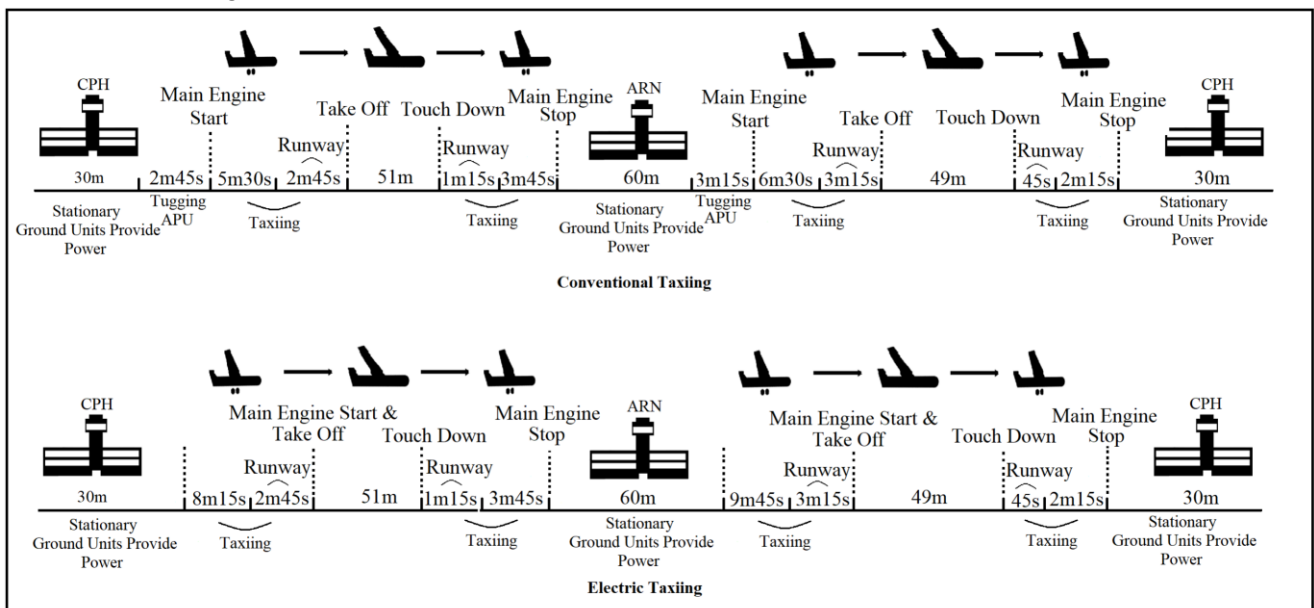 CPH
Main Engine
Start
Take Off
Touch Down
Main Engine
Stop
ARN
Main Engine
Start
Take Off
Touch Down
Main Engine
Stop
CPH
Runway
Runway
Runway
Runway
30m
2m45s
5m30s
2m45s
51m
1m15s
3m45s
60m
3m15s
6m30s
3m15s
49m
45s
2m15s
30m
Stationary
Ground Units Provide
Power
Tugging
APU
Taxiing
Taxiing
Stationary
Ground Units Provide
Power
Tugging
APU
Taxiing
Taxiing
Stationary
Ground Units Provide
Power
Conventional Taxiing
CPH
Main Engine Start &
Take Off
Touch Down
Main Engine
Stop
ARN
Main Engine Start &
Take Off
Touch Down
Main Engine
Stop
CPH
Runway
Runway
Runway
Runway
30m
8m15s
2m45s
51m
1m15s
3m45s
60m
9m45s
3m15s
49m
45s
2m15s
30m
Stationary
Ground Units Provide
Power
Taxiing
Taxiing
Stationary
Ground Units Provide
Power
Taxiing
Taxiing
Stationary
Ground Units Provide
Power
Electric Taxiing